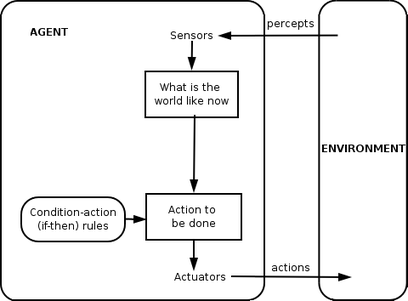 AGENT
Sensors
percepts
What is the
world like now
ENVIRONMENT
Condition-action
(if-then) rules
Action to
be done
Actuators
actions